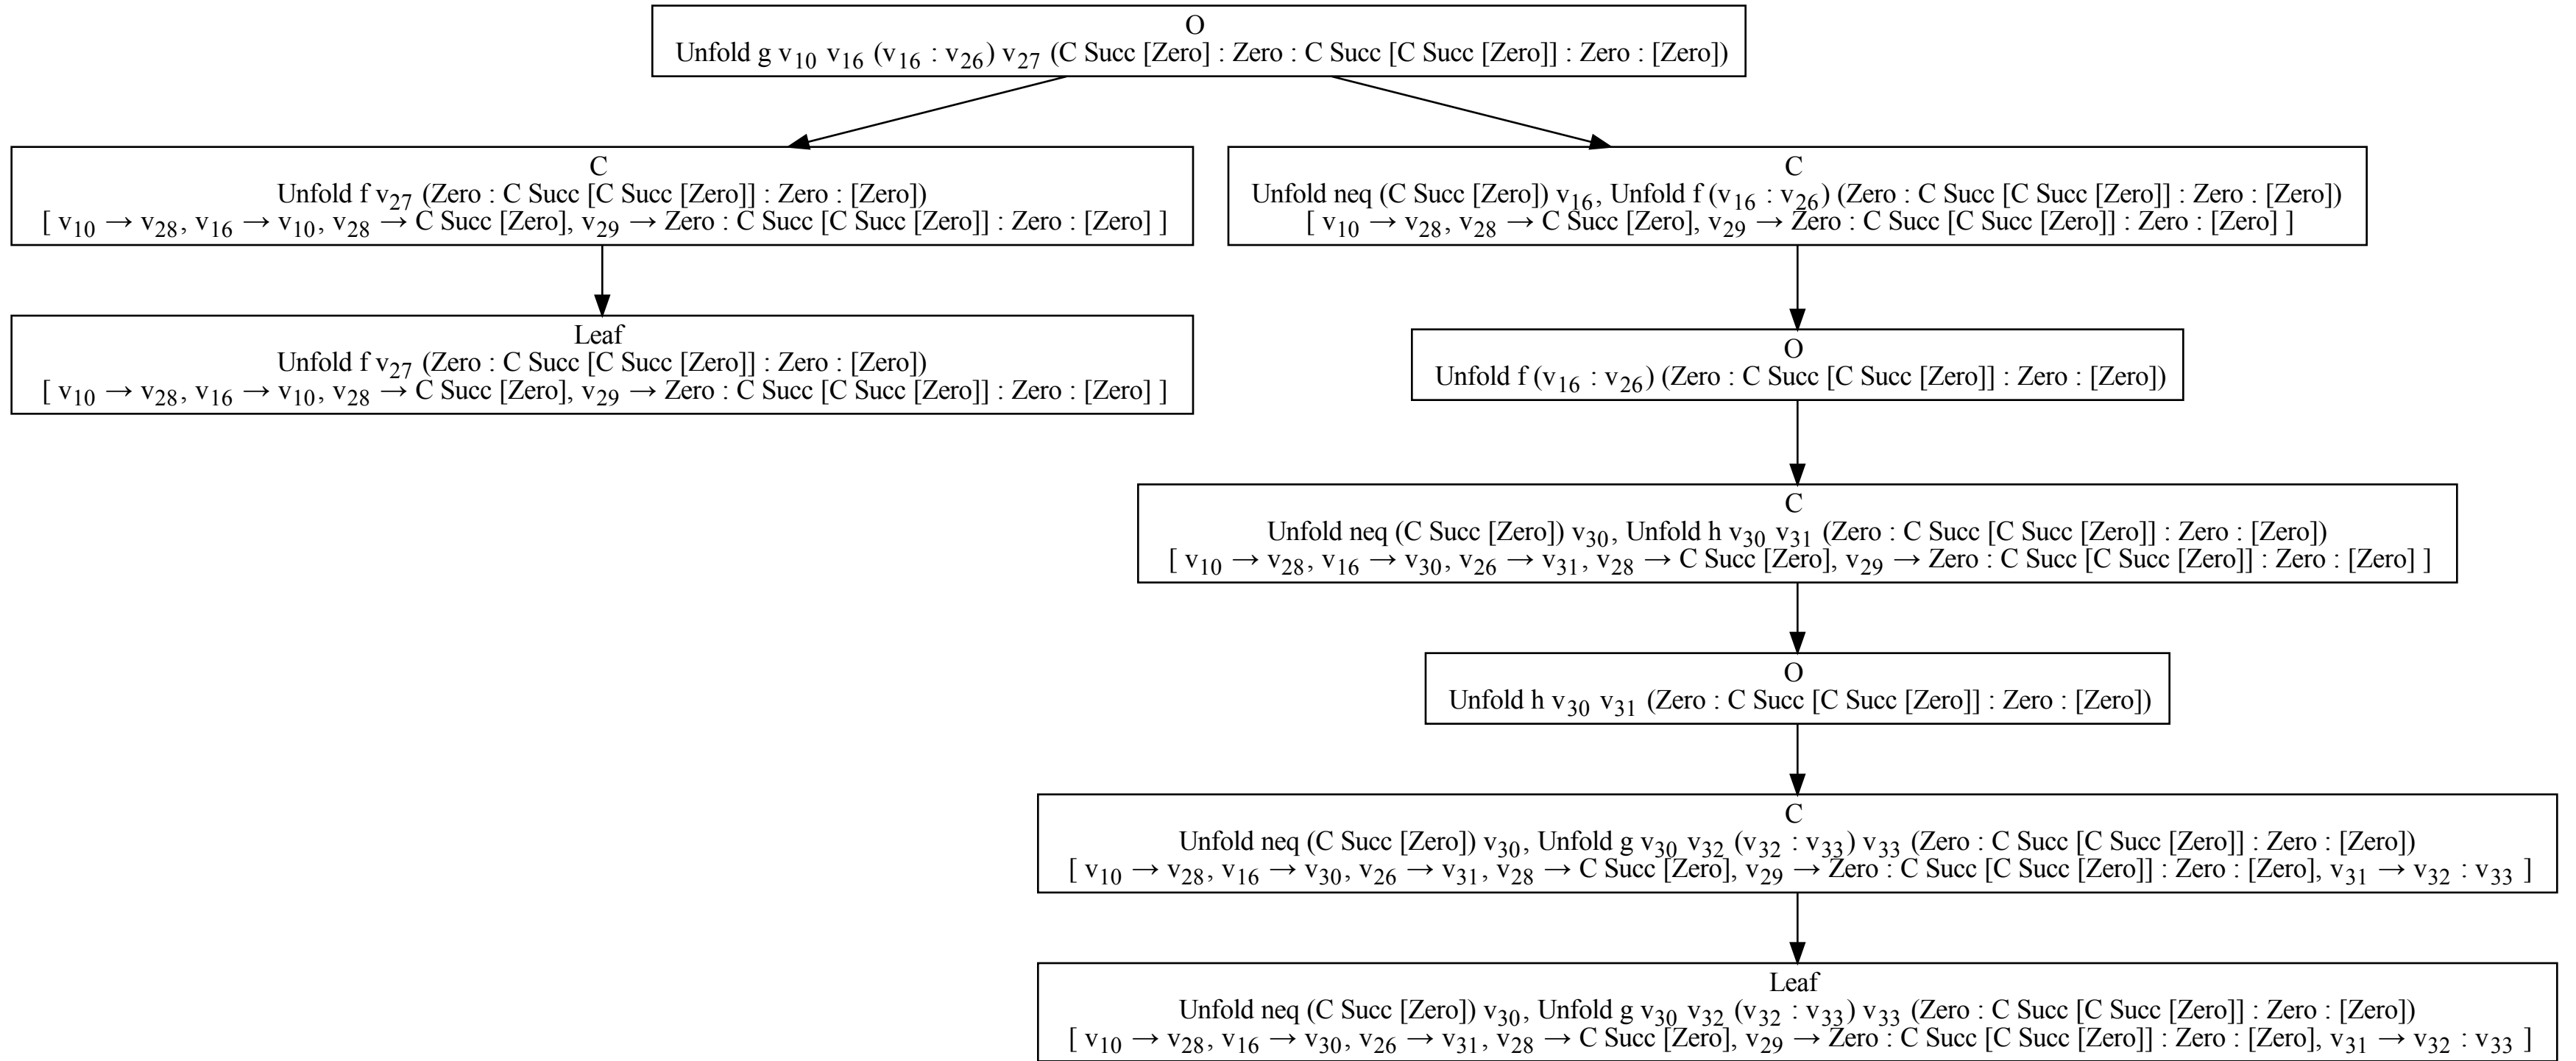 O
Unfold g v₁₀ v₁₆ (v₁₆ : v₂₆) v₂₇ (C Succ [Zero] : Zero : C Succ [C Succ [Zero]] : Zero : [Zero])
C
Unfold f v₂₇ (Zero : C Succ [C Succ [Zero]] : Zero : [Zero])
[ v₁₀ → v₂₈, v₁₆ → v₁₀, v₂₈ → C Succ [Zero], v₂₉ → Zero : C Succ [C Succ [Zero]] : Zero : [Zero] ]
C
Unfold neq (C Succ [Zero]) v₁₆, Unfold f (v₁₆ : v₂₆) (Zero : C Succ [C Succ [Zero]] : Zero : [Zero])
[ v₁₀ → v₂₈, v₂₈ → C Succ [Zero], v₂₉ → Zero : C Succ [C Succ [Zero]] : Zero : [Zero] ]
Leaf
Unfold f v₂₇ (Zero : C Succ [C Succ [Zero]] : Zero : [Zero])
[ v₁₀ → v₂₈, v₁₆ → v₁₀, v₂₈ → C Succ [Zero], v₂₉ → Zero : C Succ [C Succ [Zero]] : Zero : [Zero] ]
O
Unfold f (v₁₆ : v₂₆) (Zero : C Succ [C Succ [Zero]] : Zero : [Zero])
C
Unfold neq (C Succ [Zero]) v₃₀, Unfold h v₃₀ v₃₁ (Zero : C Succ [C Succ [Zero]] : Zero : [Zero])
[ v₁₀ → v₂₈, v₁₆ → v₃₀, v₂₆ → v₃₁, v₂₈ → C Succ [Zero], v₂₉ → Zero : C Succ [C Succ [Zero]] : Zero : [Zero] ]
O
Unfold h v₃₀ v₃₁ (Zero : C Succ [C Succ [Zero]] : Zero : [Zero])
C
Unfold neq (C Succ [Zero]) v₃₀, Unfold g v₃₀ v₃₂ (v₃₂ : v₃₃) v₃₃ (Zero : C Succ [C Succ [Zero]] : Zero : [Zero])
[ v₁₀ → v₂₈, v₁₆ → v₃₀, v₂₆ → v₃₁, v₂₈ → C Succ [Zero], v₂₉ → Zero : C Succ [C Succ [Zero]] : Zero : [Zero], v₃₁ → v₃₂ : v₃₃ ]
Leaf
Unfold neq (C Succ [Zero]) v₃₀, Unfold g v₃₀ v₃₂ (v₃₂ : v₃₃) v₃₃ (Zero : C Succ [C Succ [Zero]] : Zero : [Zero])
[ v₁₀ → v₂₈, v₁₆ → v₃₀, v₂₆ → v₃₁, v₂₈ → C Succ [Zero], v₂₉ → Zero : C Succ [C Succ [Zero]] : Zero : [Zero], v₃₁ → v₃₂ : v₃₃ ]